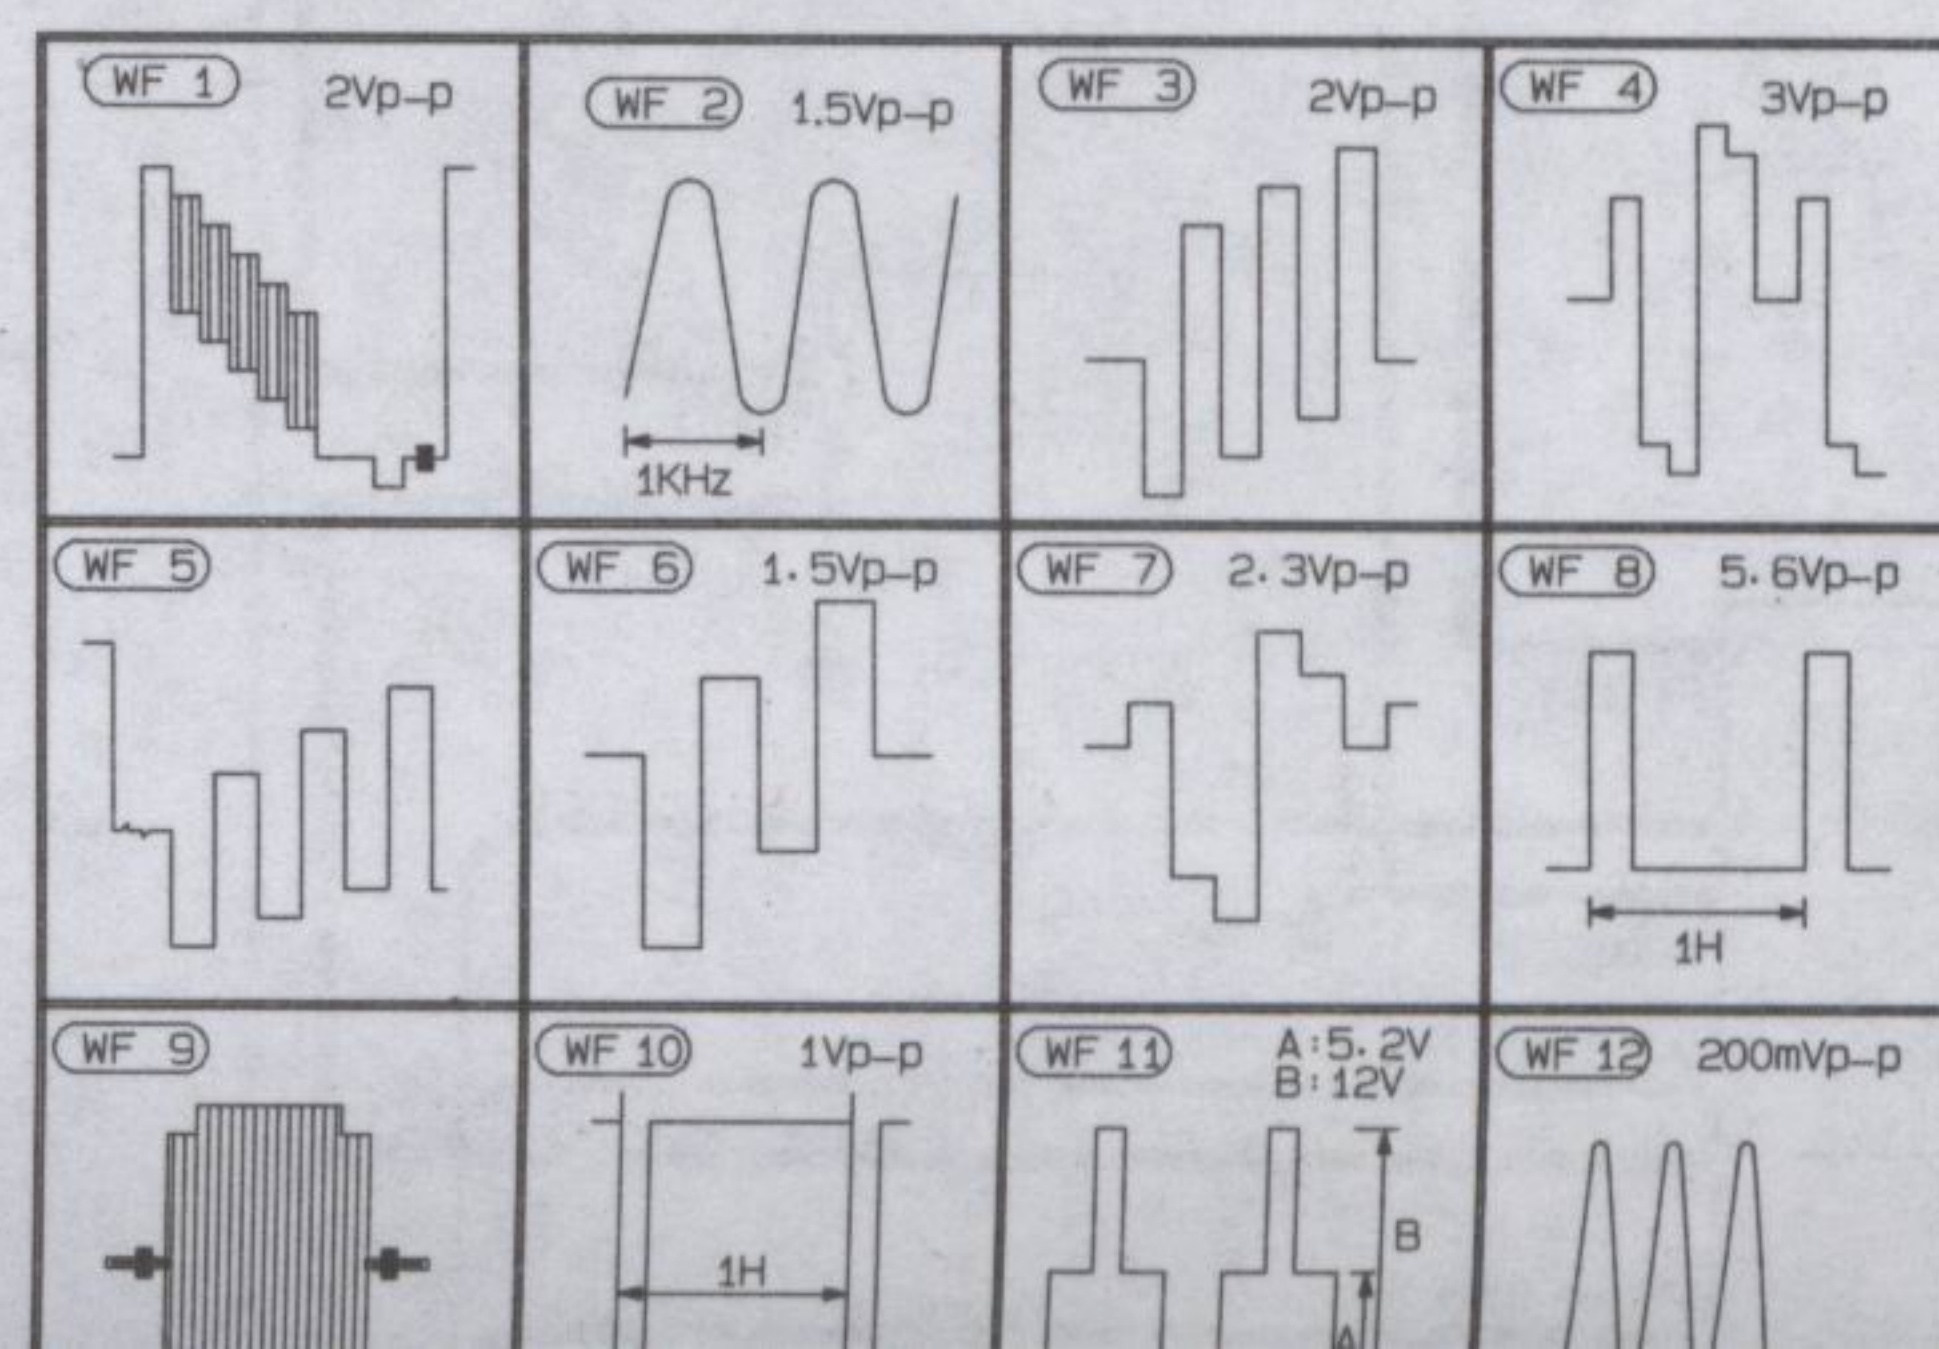 WF 1 2Vp-p
WF 2 1.5Vp-p
WF 3 2Vp-p
WF 4 3Vp-p
1KHz
WF 5
WF 6 1.5Vp-p
WF 7 2.3Vp-p
WF 8 5.6Vp-p
1H
WF 9
WF 10 1Vp-p
WF 11 A:5.2V
B:12V
WF 12 200mVp-p
B
1H
A